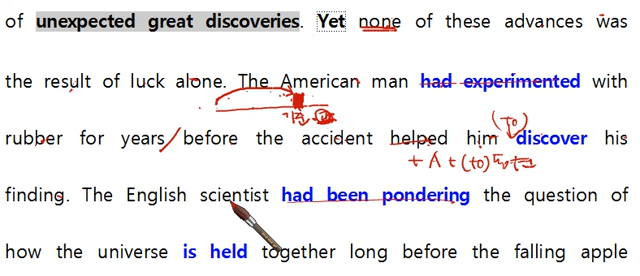 of unexpected great discoveries. Yet none of these advances was
the result of luck alone. The American man had experimented with
rubber for years / before the accident helped him (to) discover his
+ A + (to)
finding. The English scientist had been pondering the question of
how the universe is held together long before the falling apple